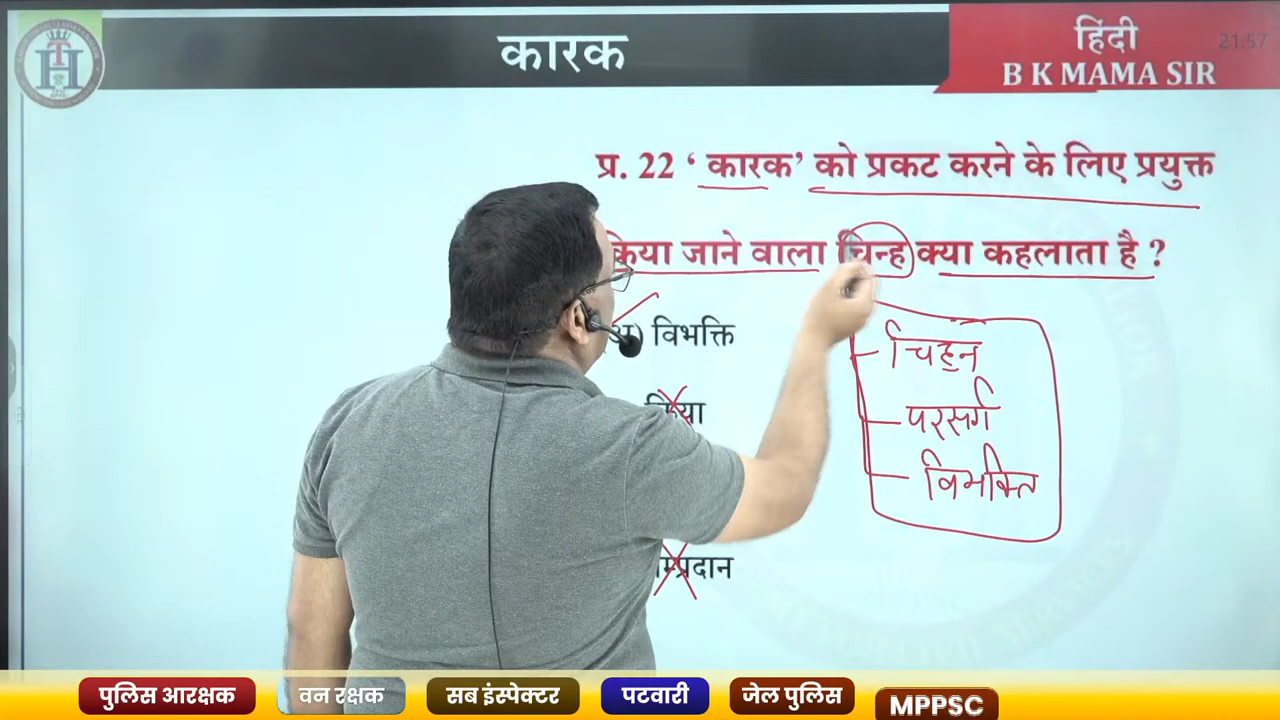 कारक
हिंदी
21:57
B K MAMA SIR
प्र. 22 ‘ कारक’ को प्रकट करने के लिए प्रयुक्त
किया जाने वाला चिन्ह क्या कहलाता है ?
अ) विभक्ति
चिहन
क्रिया
परसर्ग
विभक्ति
म्प्रदान
पुलिस आरक्षक
वन रक्षक
सब इंस्पेक्टर
पटवारी
जेल पुलिस
MPPSC